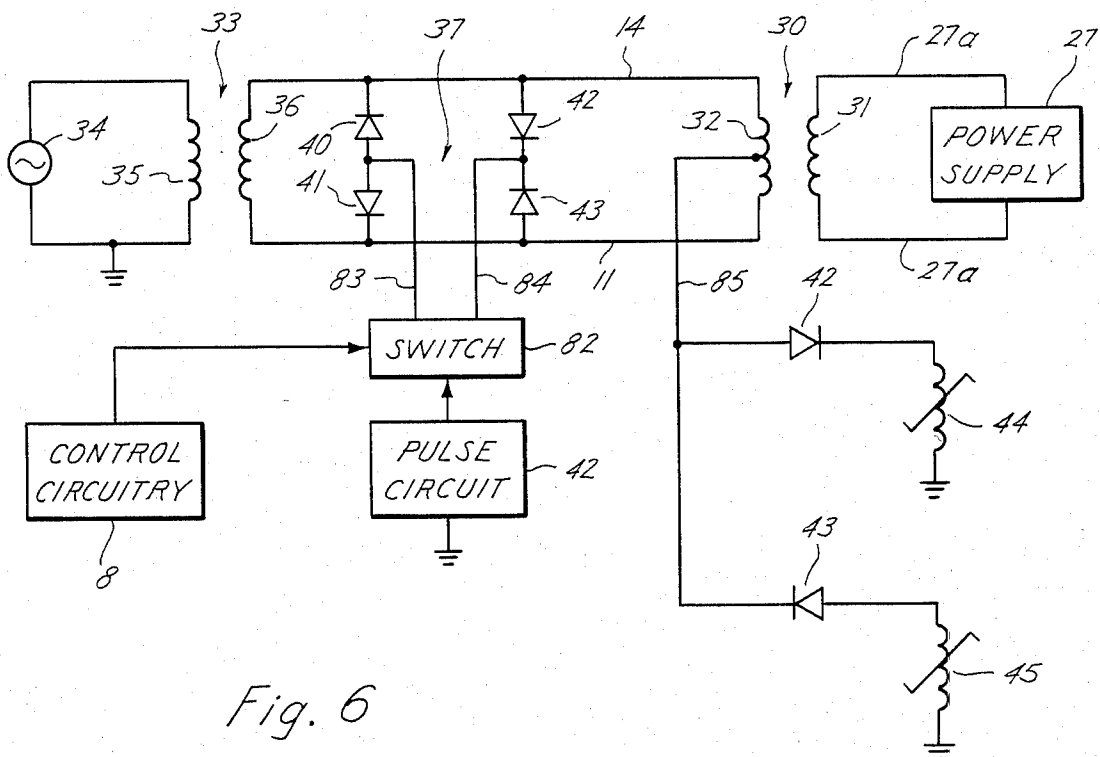 33
37
14
30
27a
27
34
35
36
40
41
42
43
32
31
POWER
SUPPLY
83
84
11
85
27a
42
SWITCH
82
44
CONTROL
CIRCUITRY
8
PULSE
CIRCUIT
42
43
45
Fig. 6